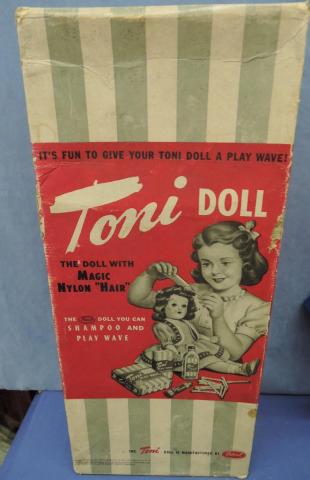 IT'S FUN TO GIVE YOUR TONI DOLL A PLAY WAVE!
Toni DOLL
THE DOLL WITH
MAGIC
NYLON "HAIR"
THE Toni DOLL YOU CAN
SHAMPOO AND
PLAY WAVE
THE Toni DOLL IS MANUFACTURED BY Ideal